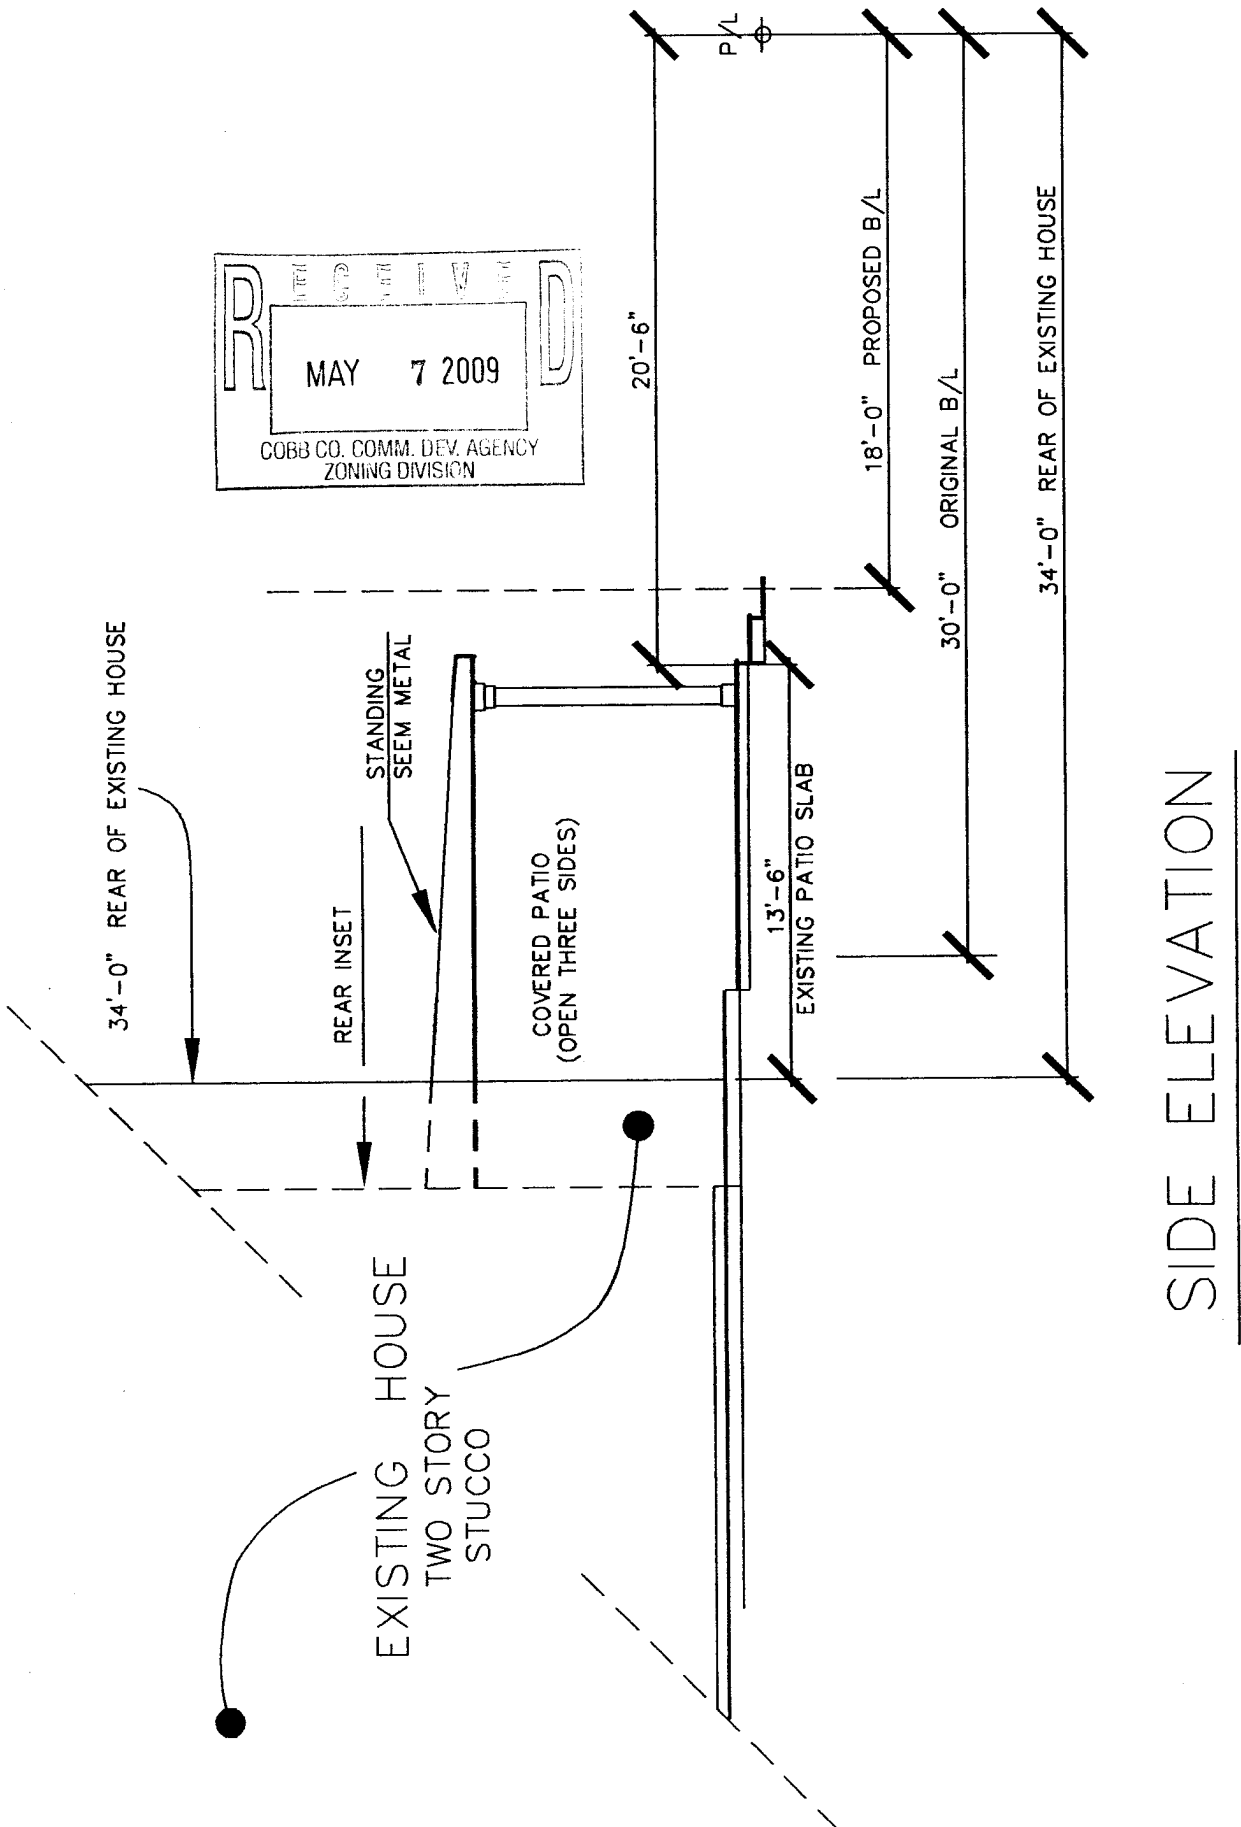 34'-0" REAR OF EXISTING HOUSE
REAR INSET
STANDING
SEEM METAL
RECEIVED
MAY 7 2009
COBB CO. COMM. DEV. AGENCY
ZONING DIVISION
EXISTING HOUSE
TWO STORY
STUCCO
COVERED PATIO
(OPEN THREE SIDES)
20'-6"
P/L
13'-6"
EXISTING PATIO SLAB
18'-0" PROPOSED B/L
30'-0" ORIGINAL B/L
34'-0" REAR OF EXISTING HOUSE
SIDE ELEVATION